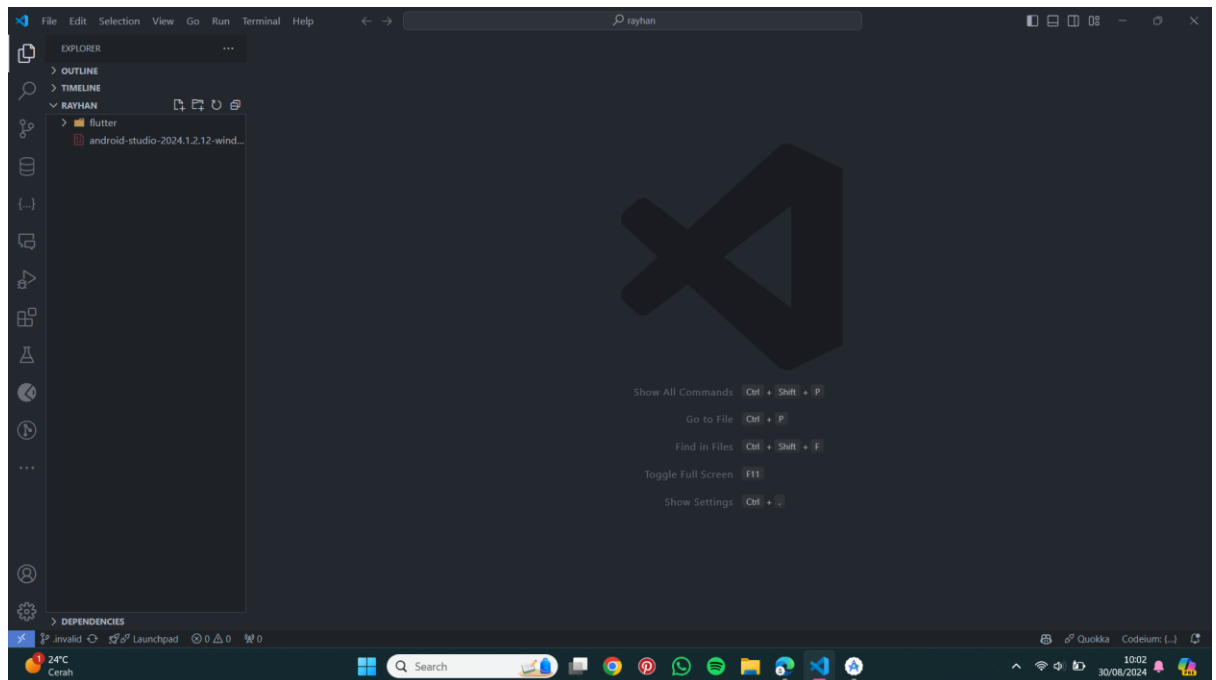 File Edit Selection View Go Run Terminal Help
rayhan
EXPLORER
OUTLINE
TIMELINE
RAYHAN
flutter
android-studio-2024.1.2.12-wind...
Show All Commands Ctrl + Shift + P
Go to File Ctrl + P
Find in Files Ctrl + Shift + F
Toggle Full Screen F11
Show Settings Ctrl + ,
DEPENDENCIES
.invalid Launchpad 0 0 0
Quokka Codeium: {...}
1
24°C
Cerah
Search
10:02
30/08/2024